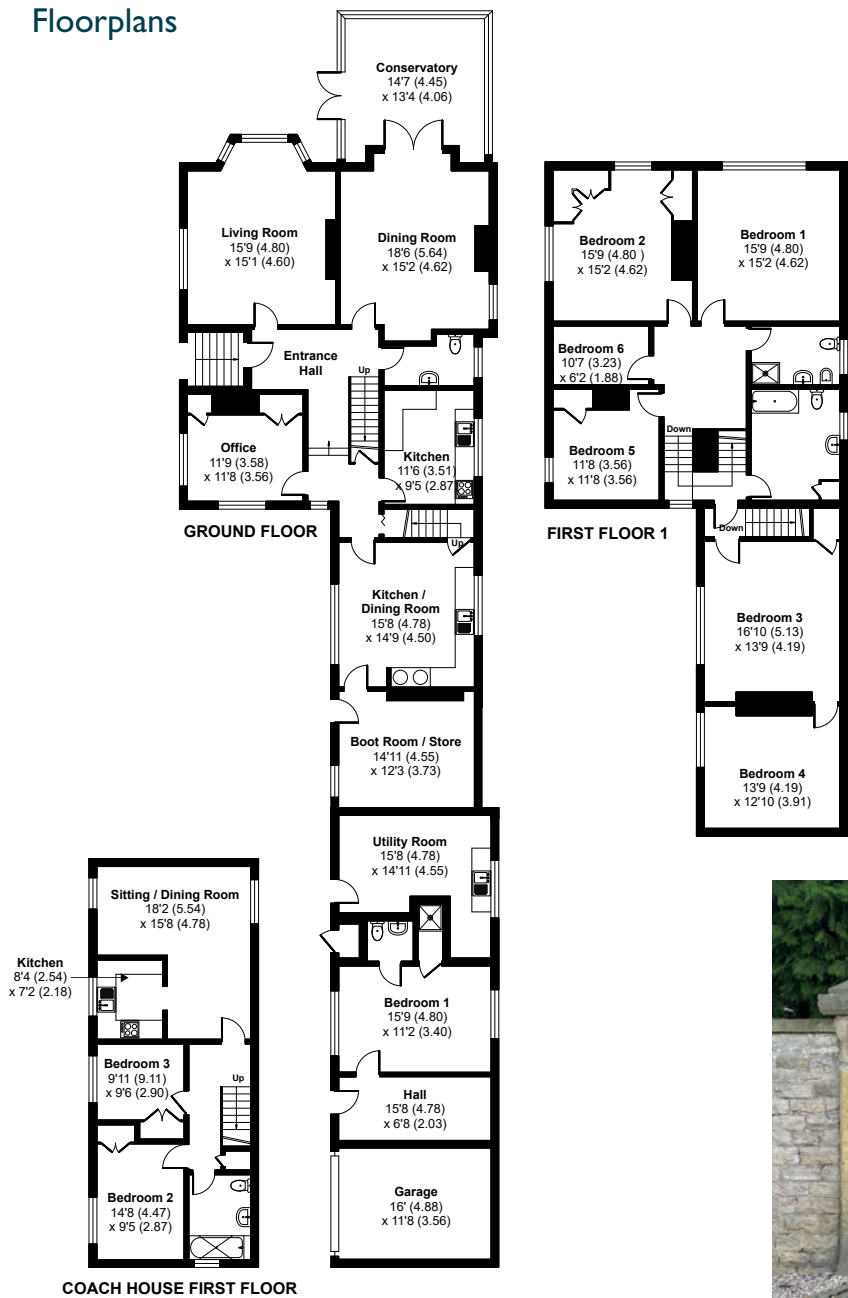 Floorplans
Conservatory
14'7 (4.45)
x 13'4 (4.06)
Living Room
15'9 (4.80)
x 15'1 (4.60)
Dining Room
18'6 (5.64)
x 15'2 (4.62)
Entrance
Hall
Up
Office
11'9 (3.58)
x 11'8 (3.56)
Kitchen
11'6 (3.51)
x 9'5 (2.87)
GROUND FLOOR
Up
Kitchen /
Dining Room
15'8 (4.78)
x 14'9 (4.50)
Boot Room / Store
14'11 (4.55)
x 12'3 (3.73)
Utility Room
15'8 (4.78)
x 14'11 (4.55)
Bedroom 1
15'9 (4.80)
x 11'2 (3.40)
Hall
15'8 (4.78)
x 6'8 (2.03)
Garage
16' (4.88)
x 11'8 (3.56)
Bedroom 2
15'9 (4.80 )
x 15'2 (4.62)
Bedroom 1
15'9 (4.80)
x 15'2 (4.62)
Bedroom 6
10'7 (3.23)
x 6'2 (1.88)
Bedroom 5
11'8 (3.56)
x 11'8 (3.56)
Down
FIRST FLOOR 1
Down
Bedroom 3
16'10 (5.13)
x 13'9 (4.19)
Bedroom 4
13'9 (4.19)
x 12'10 (3.91)
Sitting / Dining Room
18'2 (5.54)
x 15'8 (4.78)
Kitchen
8'4 (2.54)
x 7'2 (2.18)
Bedroom 3
9'11 (9.11)
x 9'6 (2.90)
Up
Bedroom 2
14'8 (4.47)
x 9'5 (2.87)
COACH HOUSE FIRST FLOOR